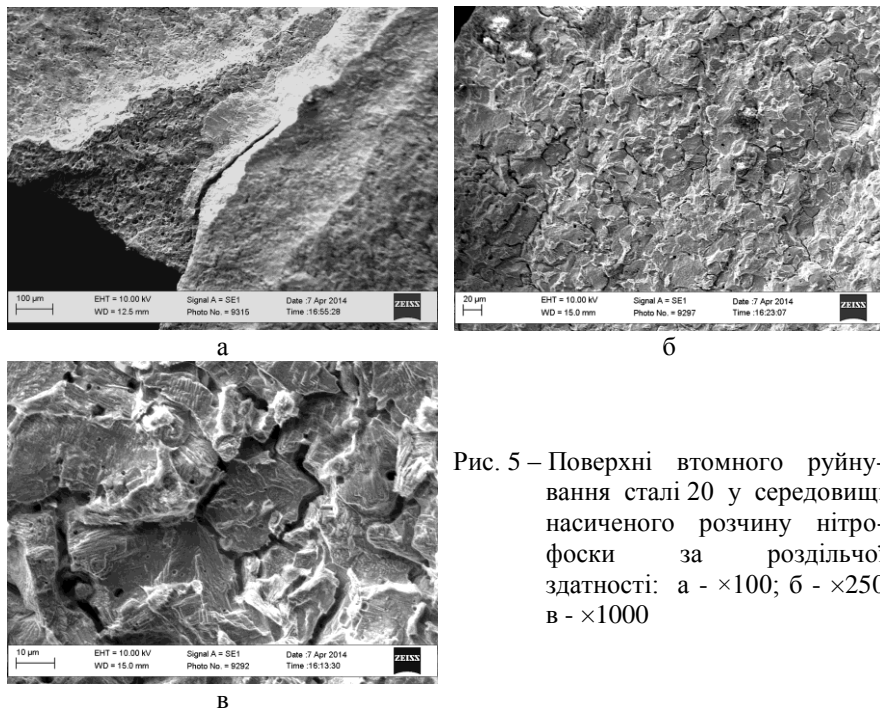 100 µm
EHT = 10.00 kV
Signal A = SE1
Date :7 Apr 2014
WD = 12.5 mm
Photo No. = 9315
Time :16:55:28
ZEISS
20 µm
EHT = 10.00 kV
Signal A = SE1
Date :7 Apr 2014
WD = 15.0 mm
Photo No. = 9297
Time :16:23:07
ZEISS
а
б
10 µm
EHT = 10.00 kV
Signal A = SE1
Date :7 Apr 2014
WD = 15.0 mm
Photo No. = 9292
Time :16:13:30
ZEISS
в
Рис. 5 – Поверхні втомного руйну-
вання сталі 20 у середовищі
насиченого розчину нітро-
фоски за роздільчої
здатності: а - ×100; б - ×250
в - ×1000